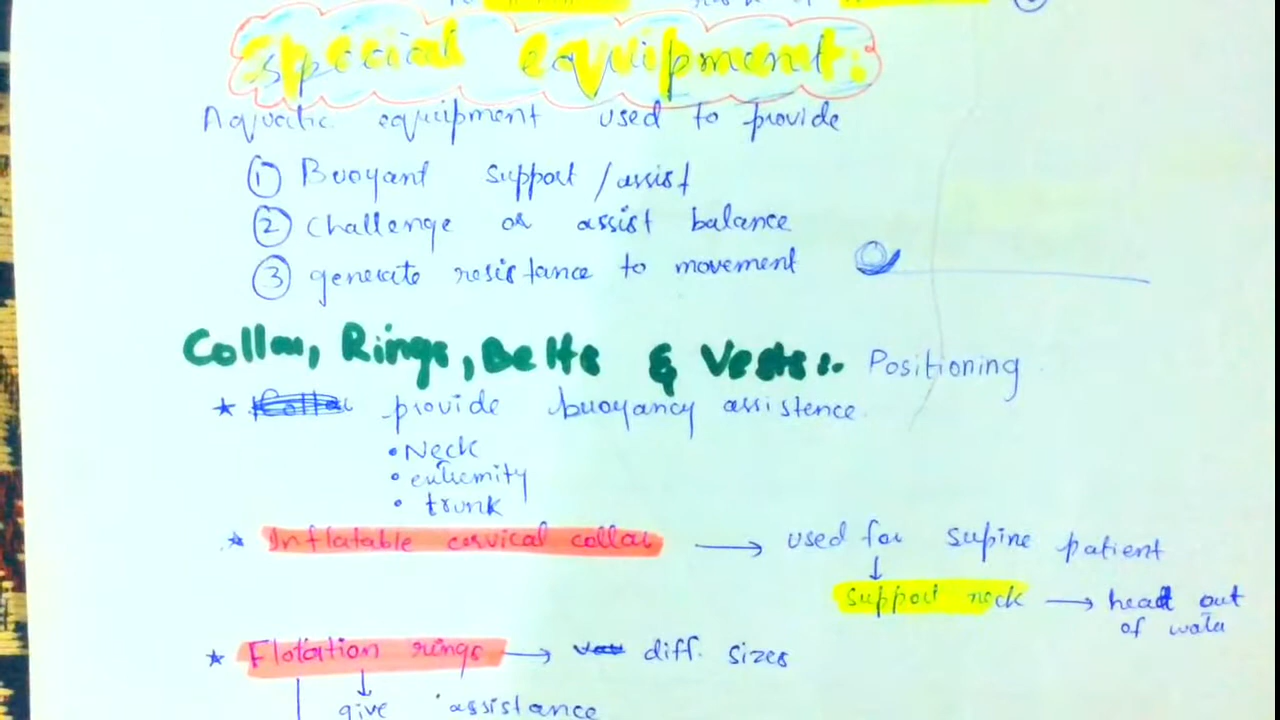 special equipment:
Aquatic equipment used to provide
① Buoyant support / assist
② Challenge or assist balance
③ generate resistance to movement
Collar, Rings, Belts & Vests:. Positioning
★ provide buoyancy assistence.
• Neck
• extremity
• trunk
★ Inflatable cervical collar → used for supine patient
↓
support neck → head out
of water
★ Flotation rings → diff. sizes
↓
give assistance